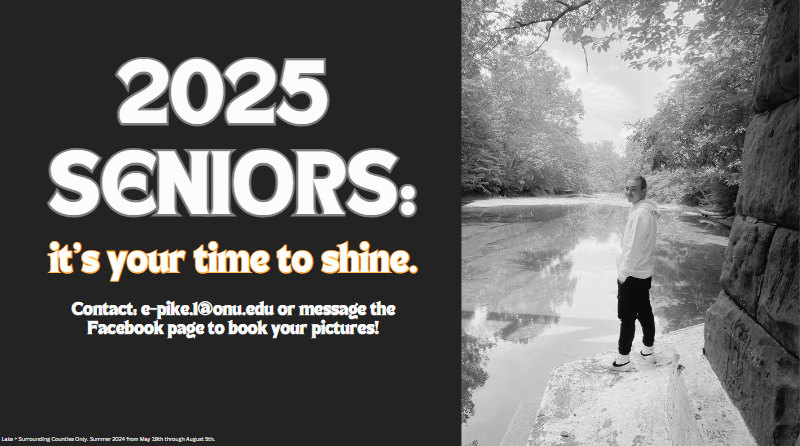 2025
SENIORS:
it's your time to shine.
Contact: e-pike.1@onu.edu or message the
Facebook page to book your pictures!
Lake + Surrounding Counties Only. Summer 2024 from May 19th through August 5th.